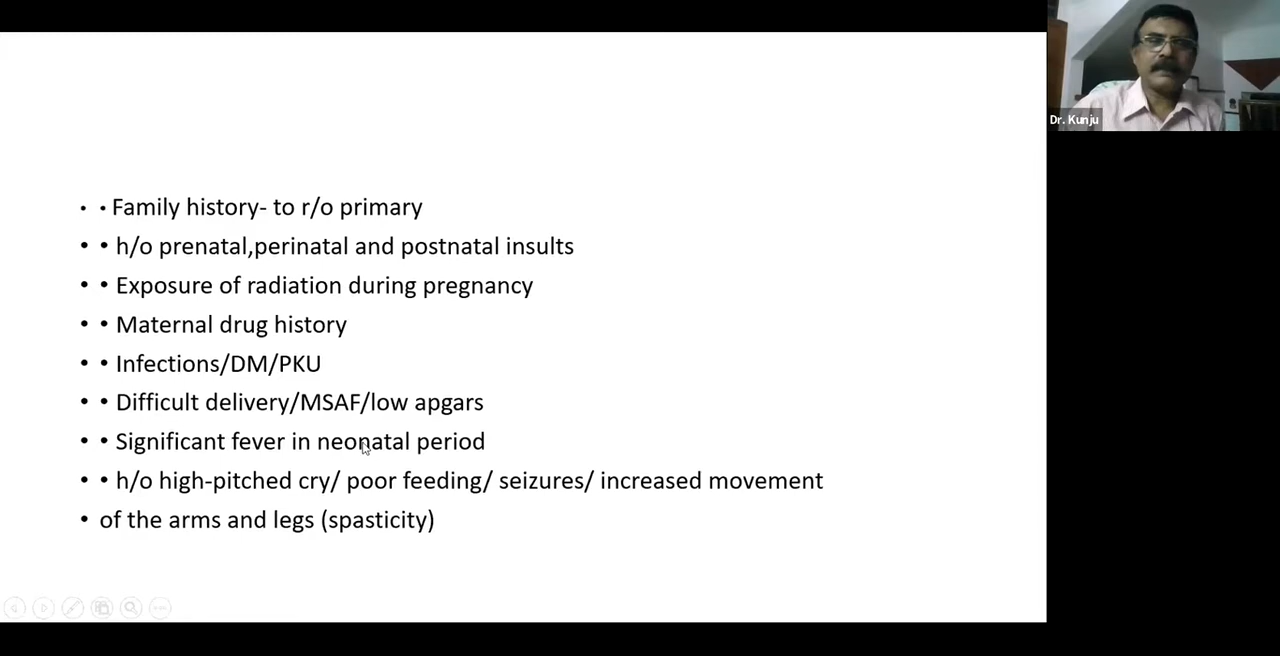 • • Family history- to r/o primary
• • h/o prenatal,perinatal and postnatal insults
• • Exposure of radiation during pregnancy
• • Maternal drug history
• • Infections/DM/PKU
• • Difficult delivery/MSAF/low apgars
• • Significant fever in neonatal period
• • h/o high-pitched cry/ poor feeding/ seizures/ increased movement
• of the arms and legs (spasticity)
Dr. Kunju